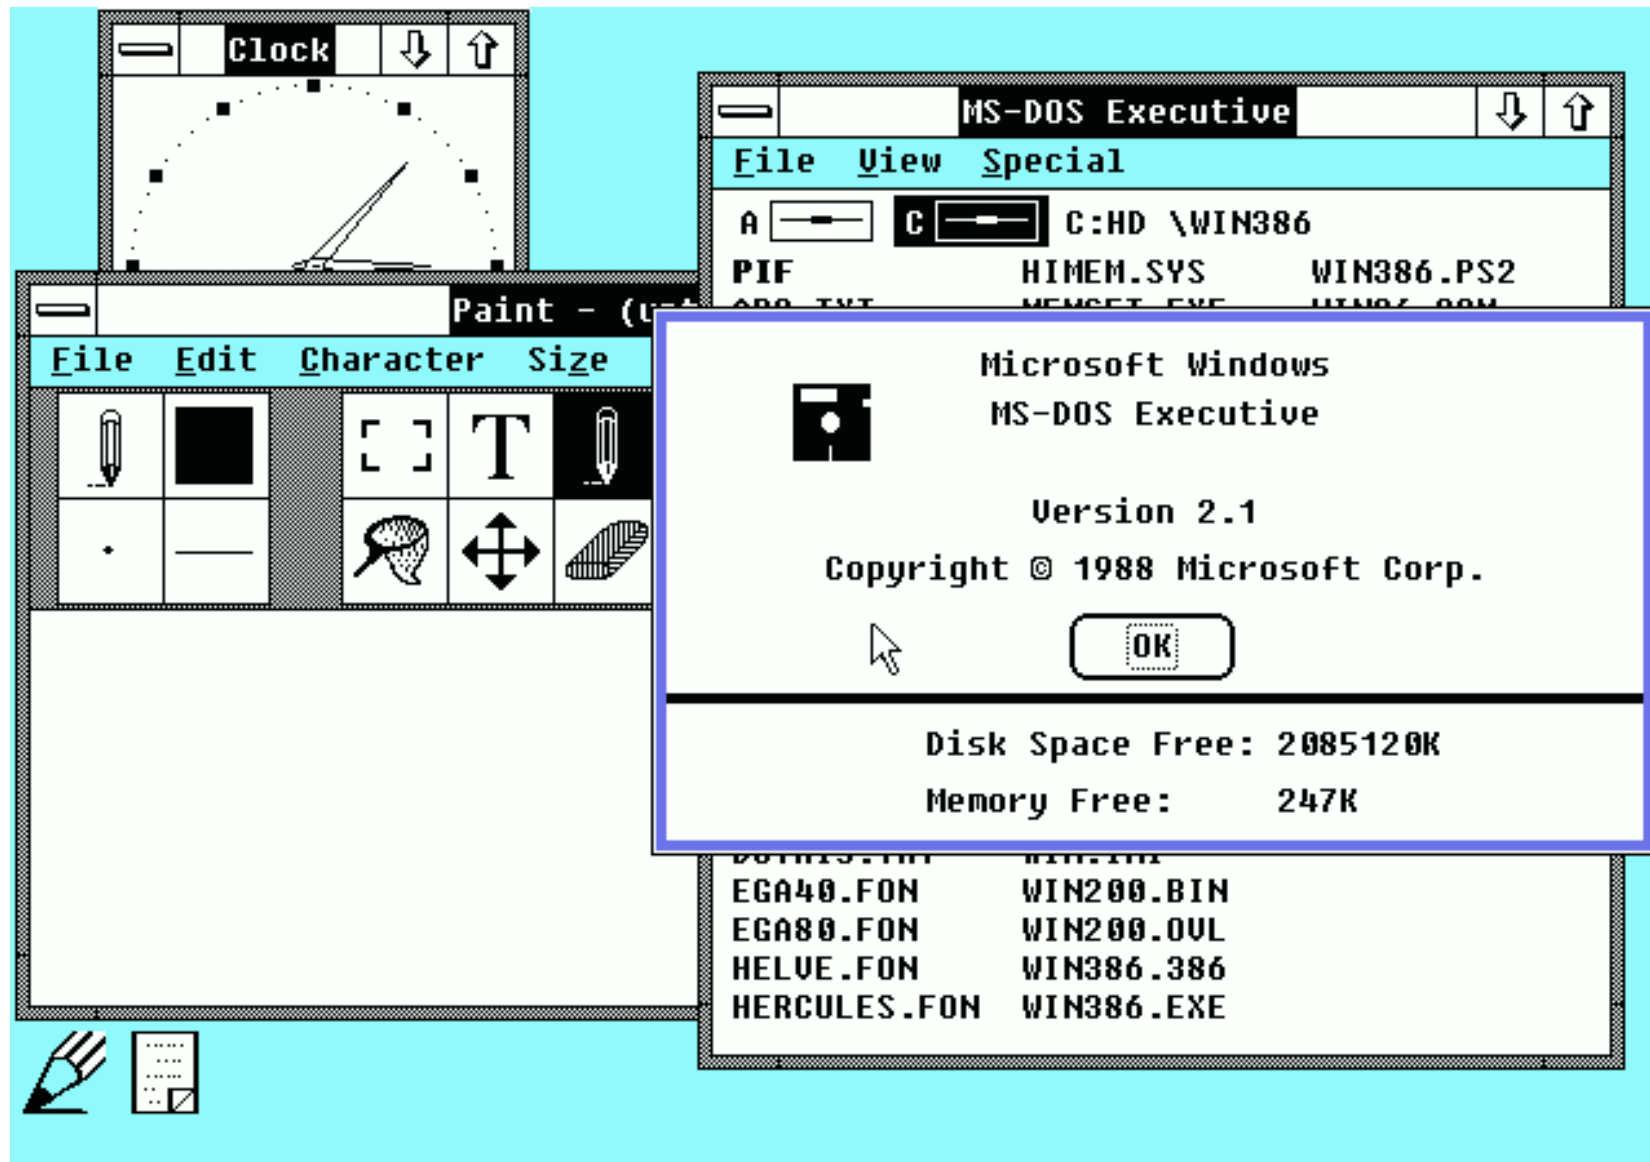 Clock
MS-DOS Executive
File View Special
A C C:HD \WIN386
PIF HIMEM.SYS WIN386.PS2
Paint -
File Edit Character Size
T
Microsoft Windows
MS-DOS Executive
Version 2.1
Copyright © 1988 Microsoft Corp.
OK
Disk Space Free: 2085120K
Memory Free: 247K
EGA40.FON WIN200.BIN
EGA80.FON WIN200.OVL
HELVE.FON WIN386.386
HERCULES.FON WIN386.EXE